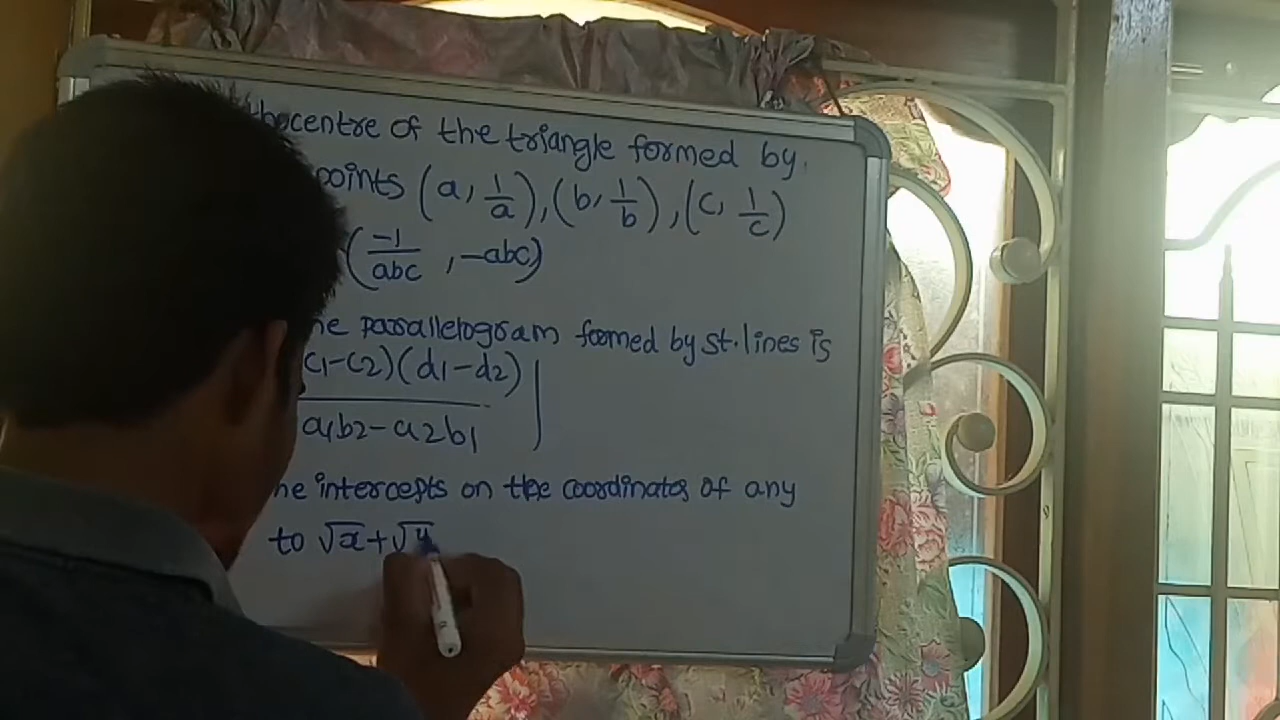 thocentre of the triangle formed by
points (a, 1/a), (b, 1/b), (c, 1/c)
(-1/abc, -abc)
he parallelogram formed by st. lines is
c1-c2)(d1-d2) |
a1b2-a2b1
he intercepts on the coordinates of any
to √x+√y